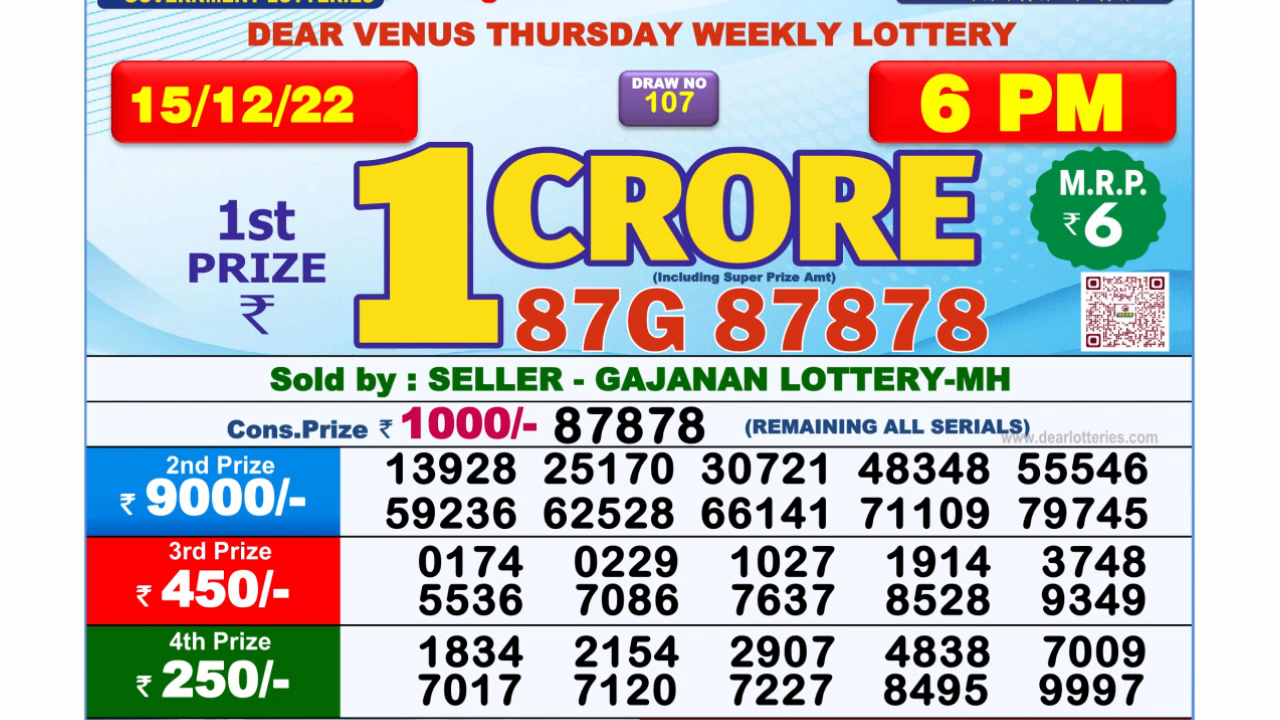 GOVERNMENT LOTTERIES
DEAR VENUS THURSDAY WEEKLY LOTTERY
15/12/22
DRAW NO
107
6 PM
1st
PRIZE
₹
1 CRORE
(Including Super Prize Amt)
M.R.P.
₹ 6
87G 87878
Sold by : SELLER - GAJANAN LOTTERY-MH
Cons.Prize ₹ 1000/- 87878 (REMAINING ALL SERIALS)
www.dearlotteries.com
2nd Prize
₹ 9000/-
13928 25170 30721 48348 55546
59236 62528 66141 71109 79745
3rd Prize
₹ 450/-
0174 0229 1027 1914 3748
5536 7086 7637 8528 9349
4th Prize
₹ 250/-
1834 2154 2907 4838 7009
7017 7120 7227 8495 9997